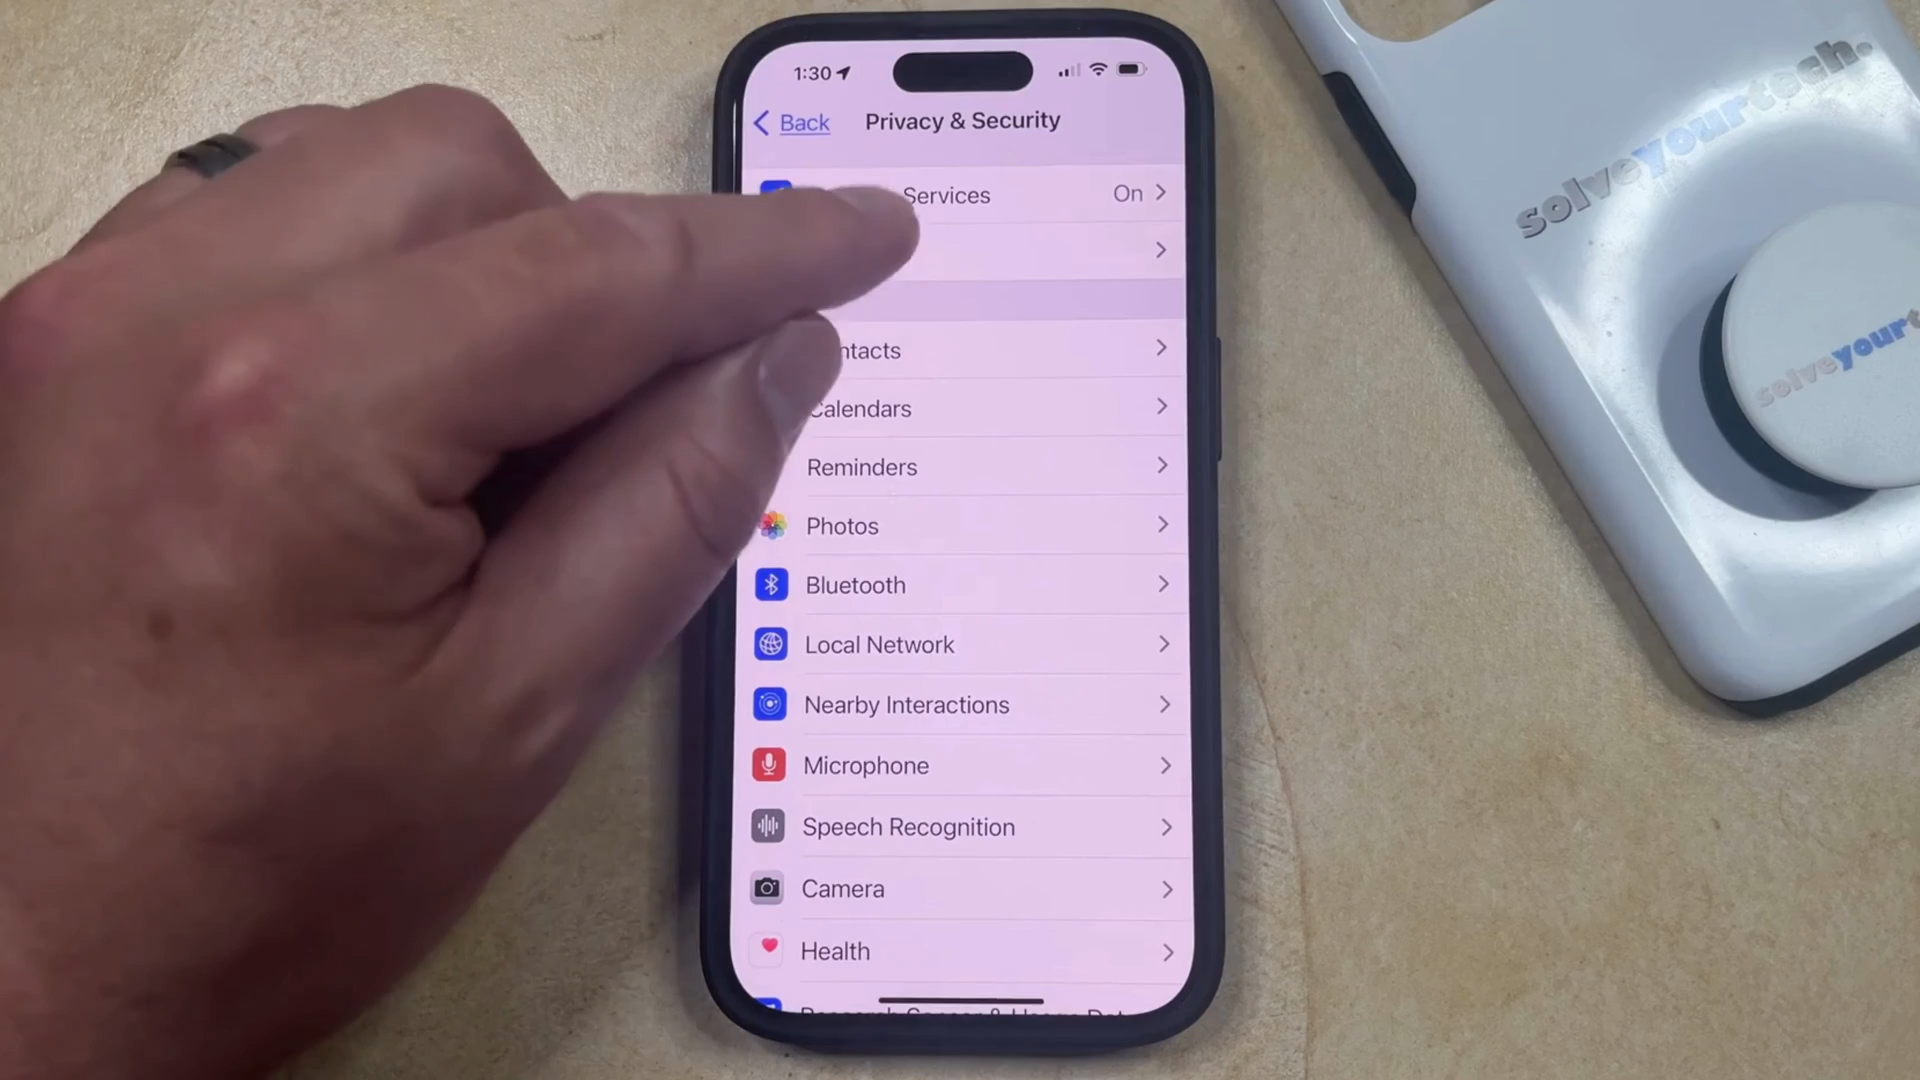 1:30
Back
Privacy & Security
Services On
ntacts
Calendars
Reminders
Photos
Bluetooth
Local Network
Nearby Interactions
Microphone
Speech Recognition
Camera
Health
solveyourtech.
solveyourt